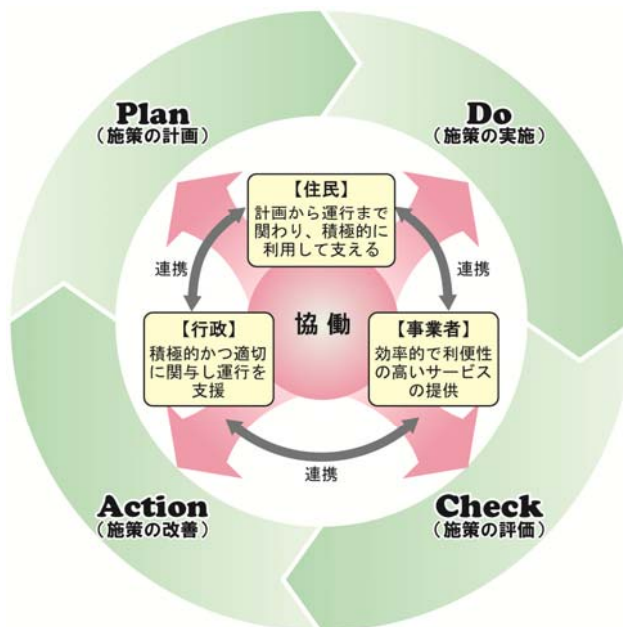 Plan
（施策の計画）
Do
（施策の実施）
【住民】
計画から運行まで
関わり、積極的に
利用して支える
連携
連携
協働
【行政】
積極的かつ適切
に関与し運行を
支援
【事業者】
効率的で利便性
の高いサービス
の提供
連携
Action
（施策の改善）
Check
（施策の評価）